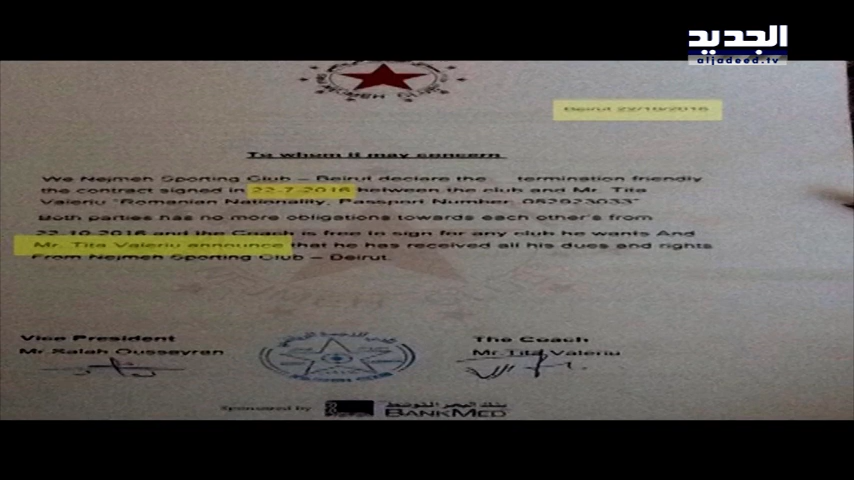 الجديد
aljadeed.tv
Beirut 22/10/2016
To whom it may concern
We Nejmeh Sporting Club – Beirut declare the termination friendly
the contract signed in 22-7-2016 between the club and Mr. Tita
Valeriu "Romanian Nationality, Passport Number
Both parties has no more obligations towards each other's from
22.10.2016 and the Coach is free to sign for any club he wants And
Mr. Tita Valeriu announce that he has received all his dues and rights
From Nejmeh Sporting Club – Beirut.
Vice President The Coach
Mr Salah Ousseyran Mr. Tita Valeriu
Sponsored by بنك البحر المتوسط
BANKMED